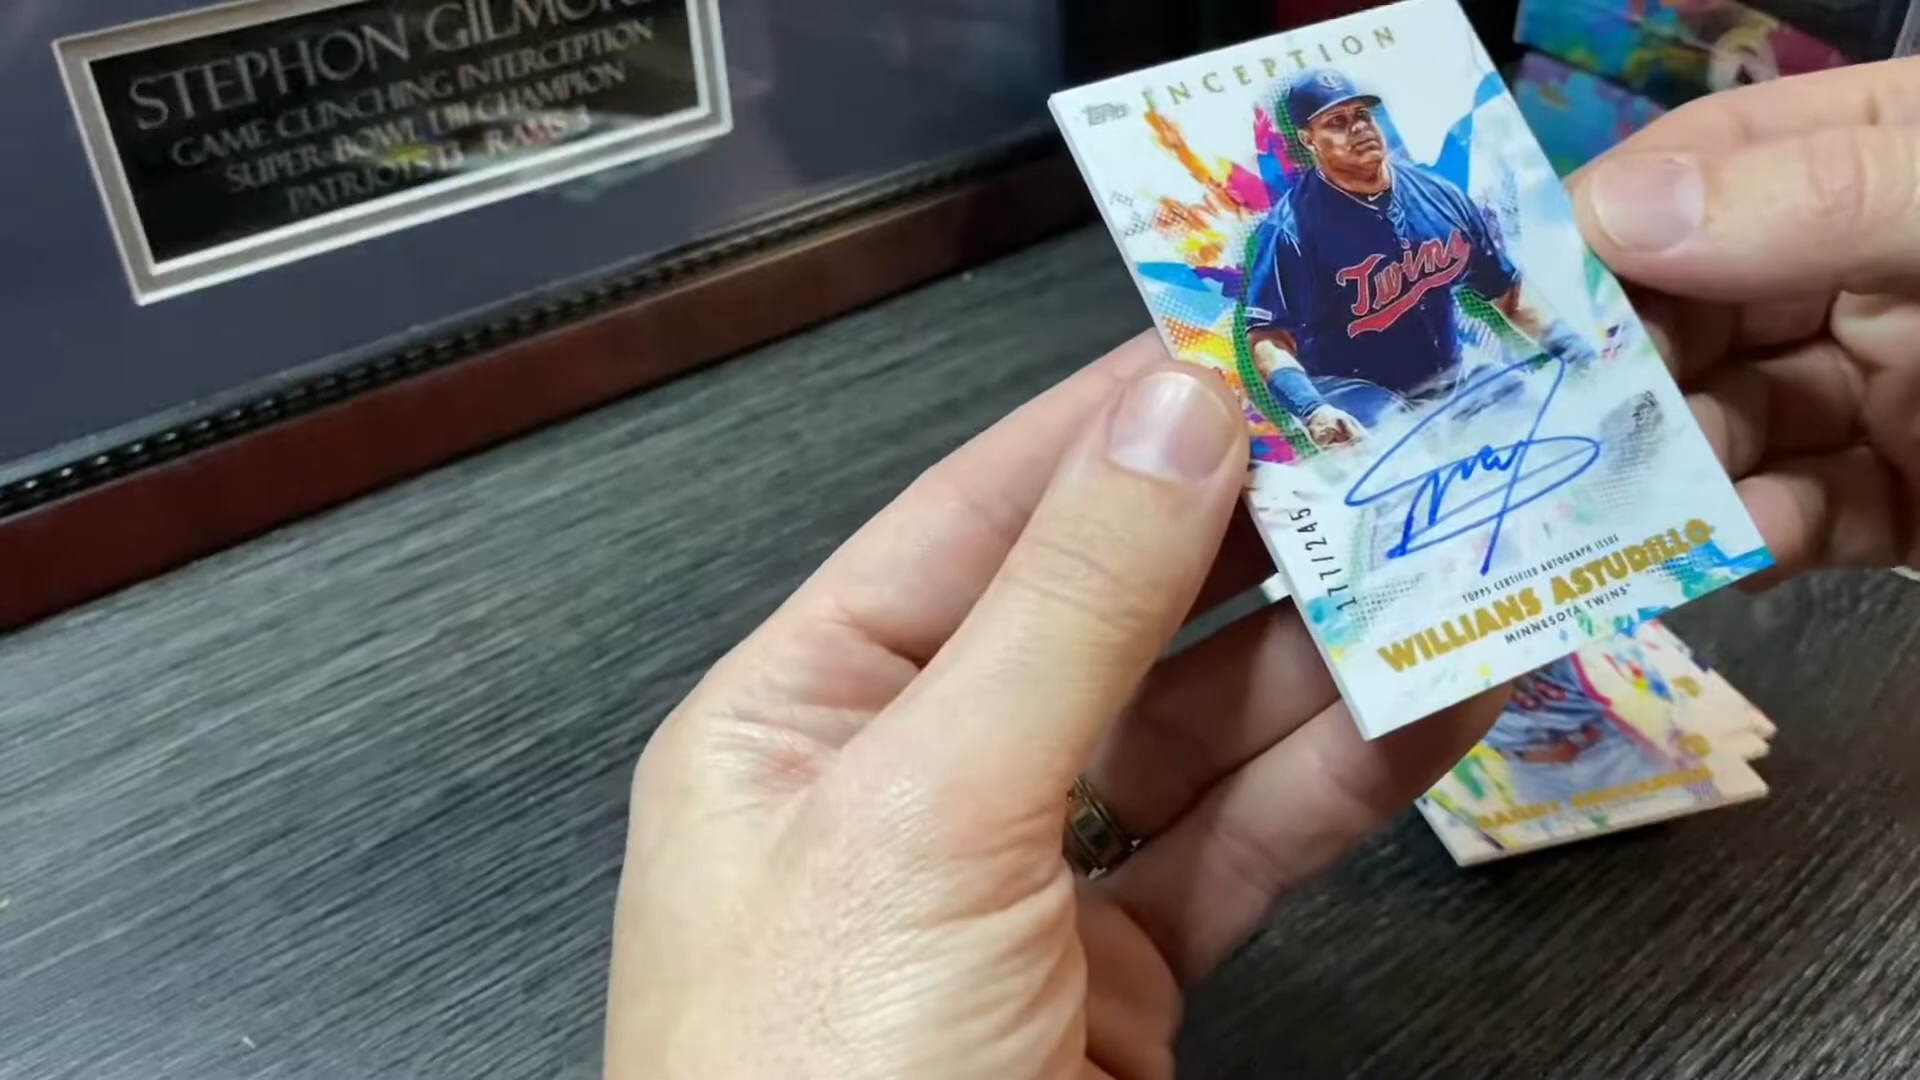 STEPHON GILMORE
GAME CLINCHING INTERCEPTION
SUPER BOWL LIII CHAMPION
PATRIOTS 13 RAMS 3
Topps
INCEPTION
Twins
177/245
TOPPS CERTIFIED AUTOGRAPH ISSUE
WILLIANS ASTUDILLO
MINNESOTA TWINS